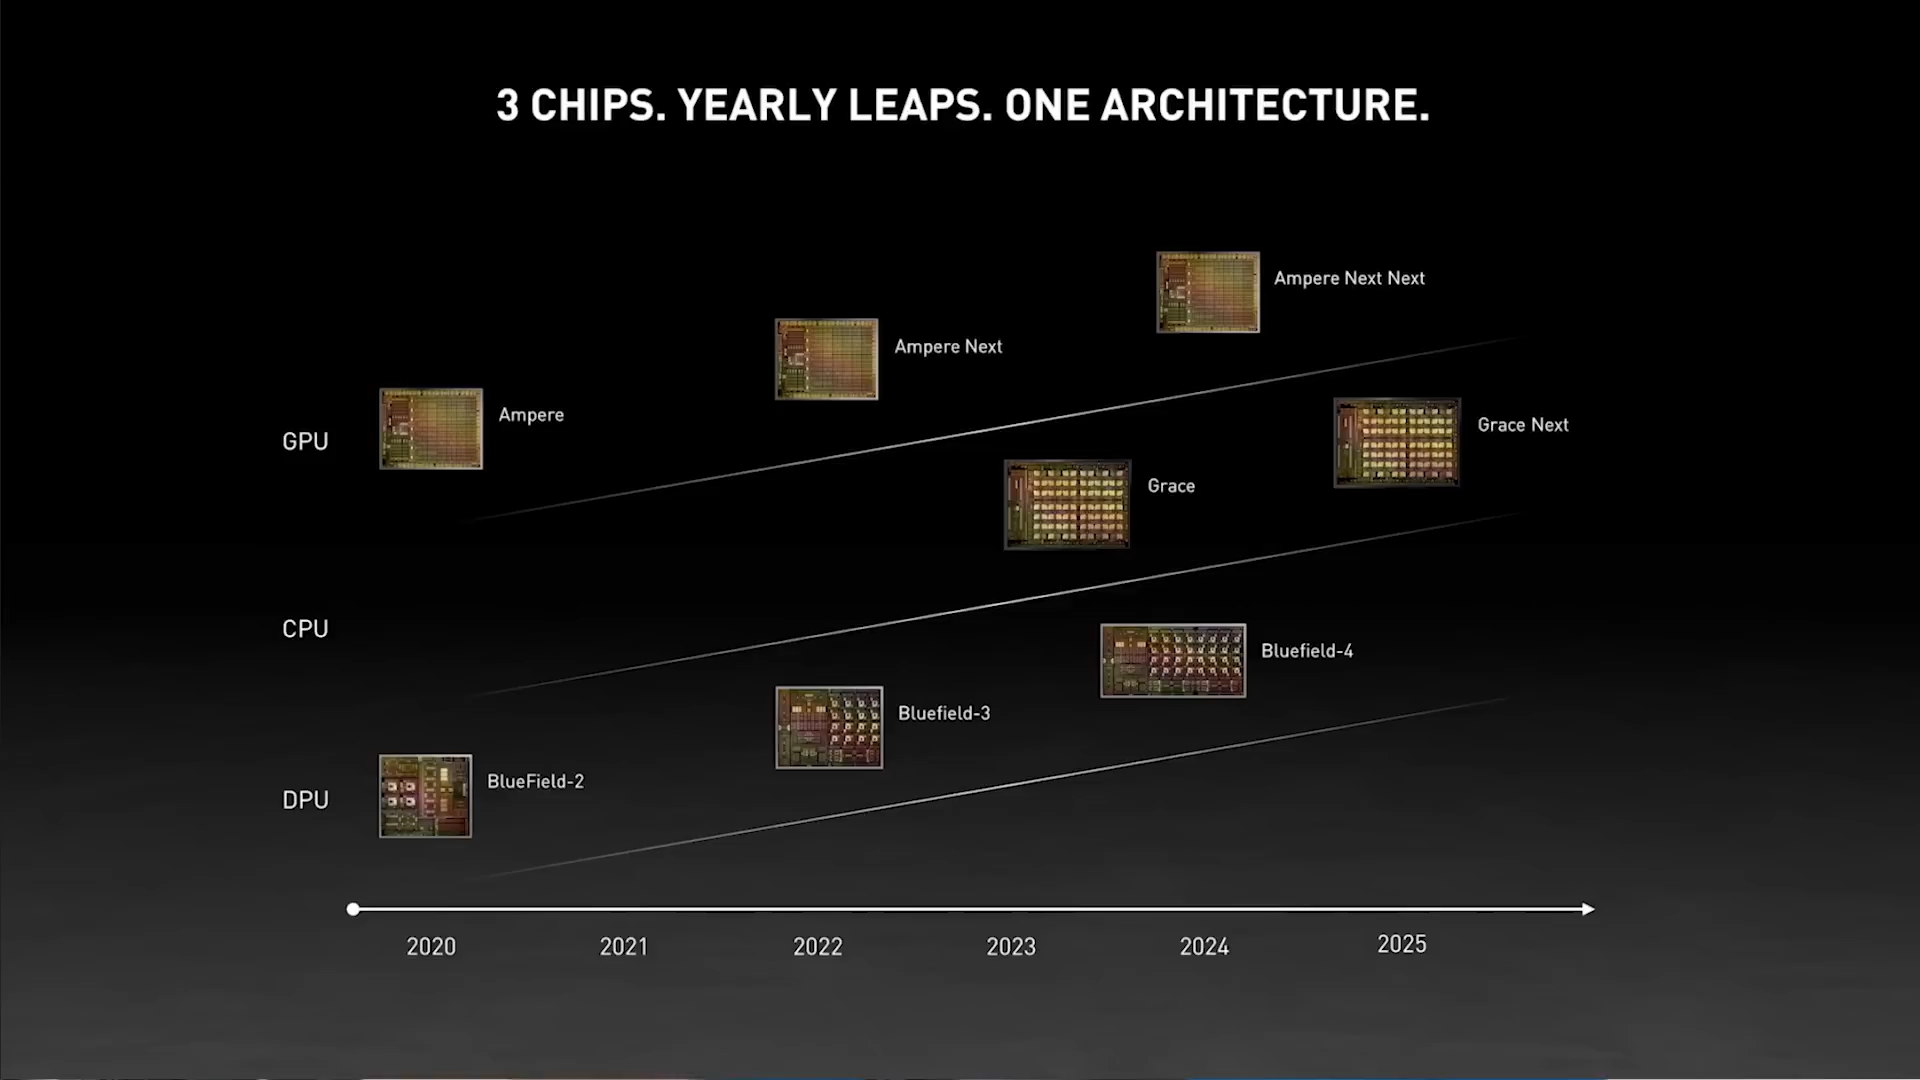 3 CHIPS. YEARLY LEAPS. ONE ARCHITECTURE.
GPU
Ampere
Ampere Next
Ampere Next Next
CPU
Grace
Grace Next
DPU
BlueField-2
Bluefield-3
Bluefield-4
2020 2021 2022 2023 2024 2025